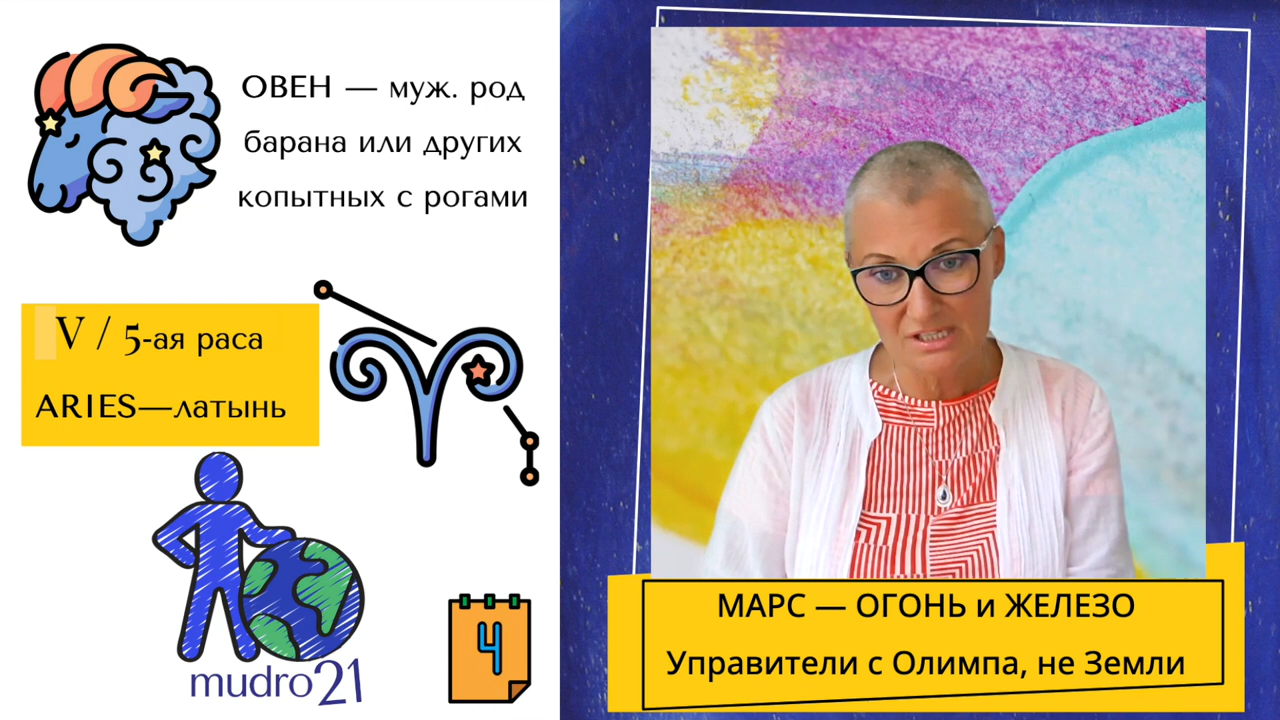 ОВЕН — муж. род
барана или других
копытных с рогами
V / 5-ая раса
ARIES—латынь
mudro21
4
МАРС — ОГОНЬ и ЖЕЛЕЗО
Управители с Олимпа, не Земли